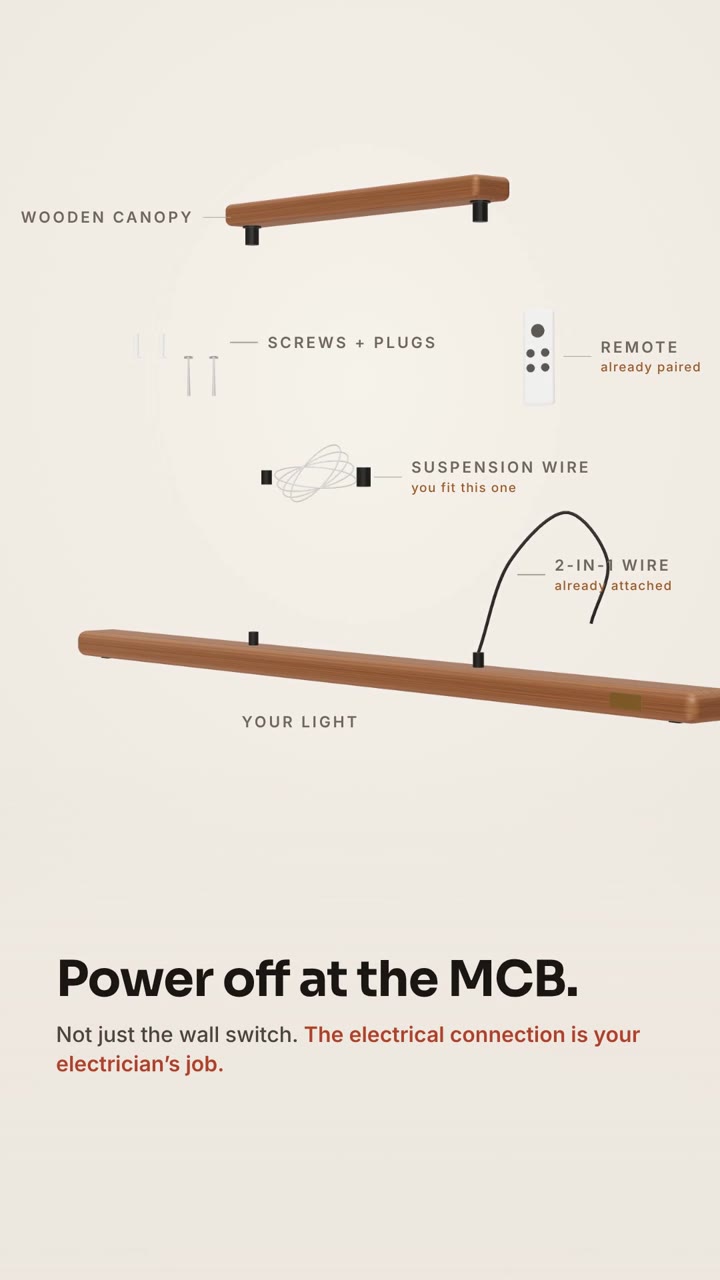 WOODEN CANOPY
SCREWS + PLUGS
REMOTE
already paired
SUSPENSION WIRE
you fit this one
2-IN-1 WIRE
already attached
YOUR LIGHT
Power off at the MCB.
Not just the wall switch. The electrical connection is your
electrician’s job.